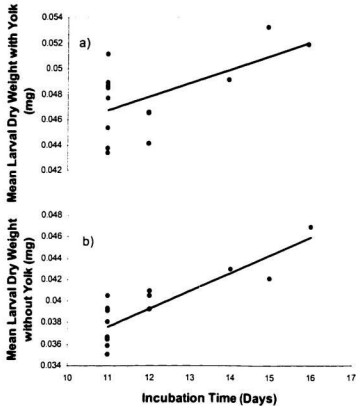 Mean Larval Dry Weight with Yolk (mg)
0.054
0.052
0.05
0.048
0.046
0.044
0.042
a)
Mean Larval Dry Weight without Yolk (mg)
0.048
0.046
0.044
0.042
0.04
0.038
0.036
0.034
b)
10 11 12 13 14 15 16 17
Incubation Time (Days)